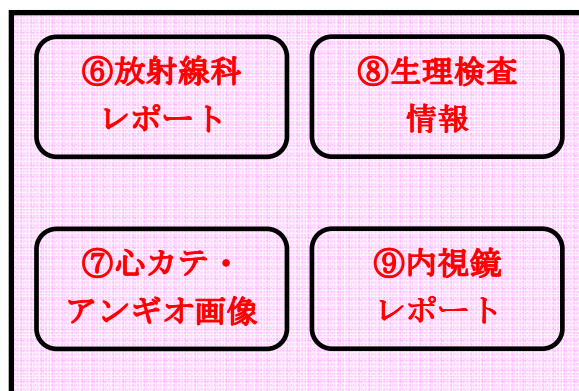 ⑥放射線科
レポート
⑧生理検査
情報
⑦心カテ・
アンギオ画像
⑨内視鏡
レポート